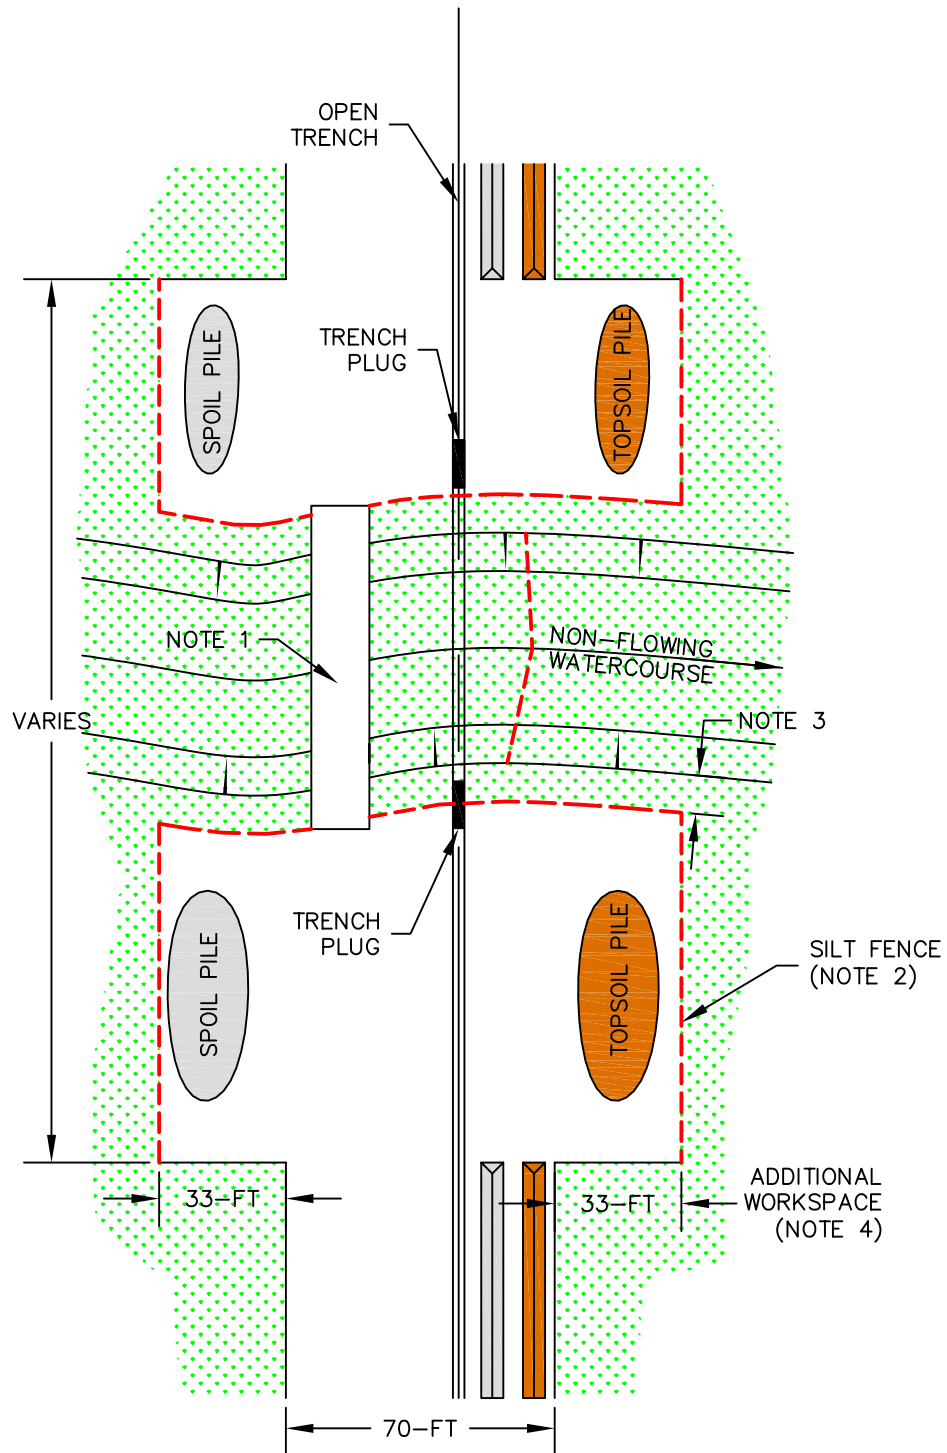 OPEN
TRENCH
TRENCH
PLUG
SPOIL PILE
TOPSOIL PILE
NOTE 1
NON-FLOWING
WATERCOURSE
VARIES
NOTE 3
TRENCH
PLUG
SPOIL PILE
TOPSOIL PILE
SILT FENCE
(NOTE 2)
33-FT
33-FT
ADDITIONAL
WORKSPACE
(NOTE 4)
70-FT